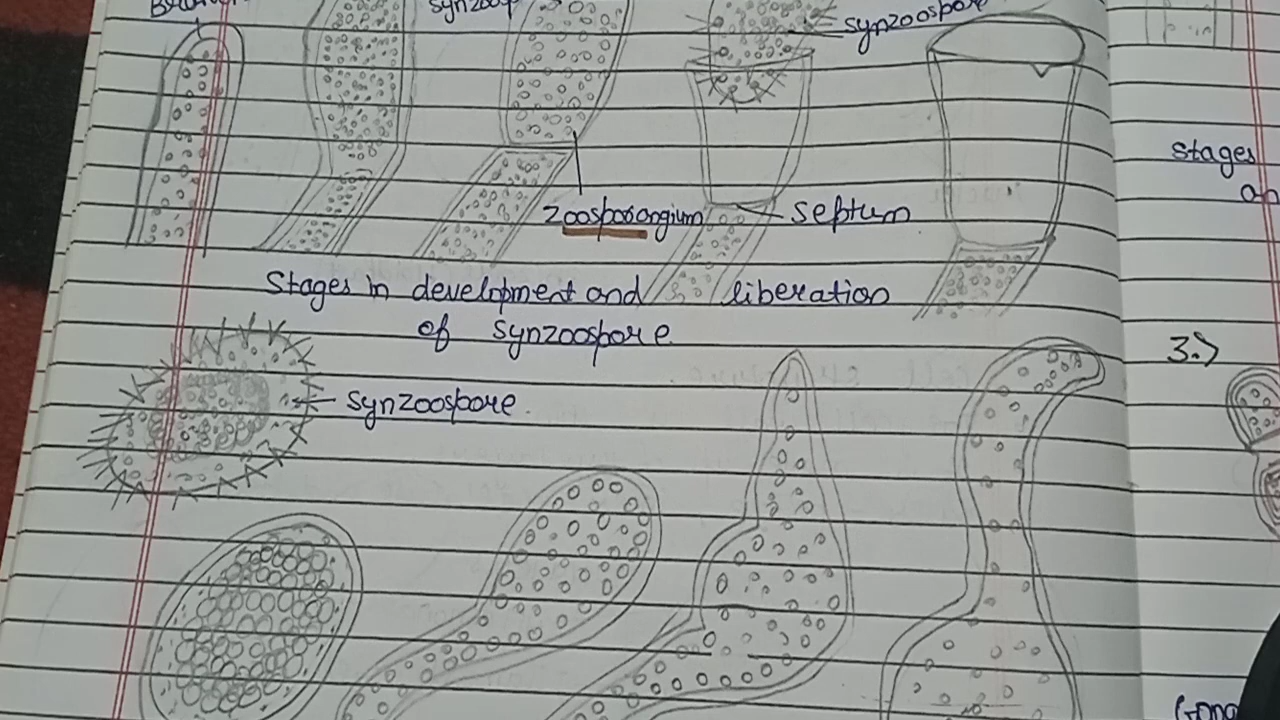 synzoospore
Zoosporangium
septum
Stages in development and liberation
of synzoospore.
synzoospore.
stages
3.>